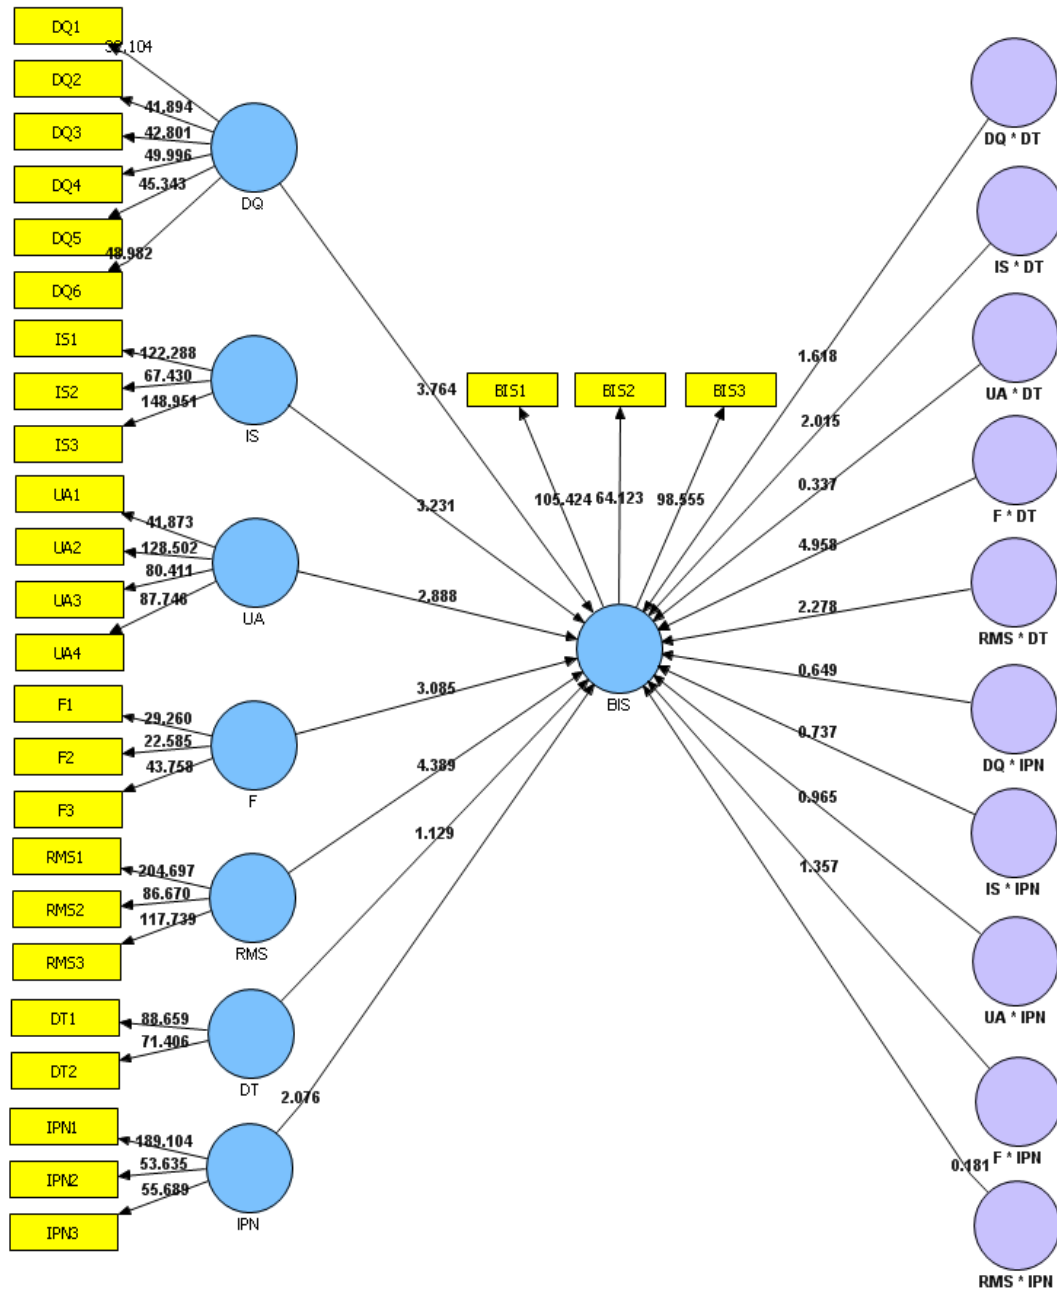 DQ1
DQ2
41.894
DQ3
42.801
49.996
DQ4
45.343
DQ5
48.982
DQ6
DQ
IS1
122.288
IS2
67.430
148.951
IS3
IS
UA1
41.873
UA2
128.502
80.411
UA3
87.746
UA4
UA
F1
29.260
F2
22.585
43.758
F3
F
RMS1
204.697
RMS2
86.670
117.739
RMS3
RMS
DT1
88.659
71.406
DT2
DT
IPN1
189.104
IPN2
53.635
55.689
IPN3
IPN
3.764
3.231
2.888
3.085
4.389
1.129
2.076
BIS1
BIS2
BIS3
105.424
64.123
98.555
BIS
1.618
2.015
0.337
4.958
2.278
0.649
0.737
0.965
1.357
0.181
DQ * DT
IS * DT
UA * DT
F * DT
RMS * DT
DQ * IPN
IS * IPN
UA * IPN
F * IPN
RMS * IPN